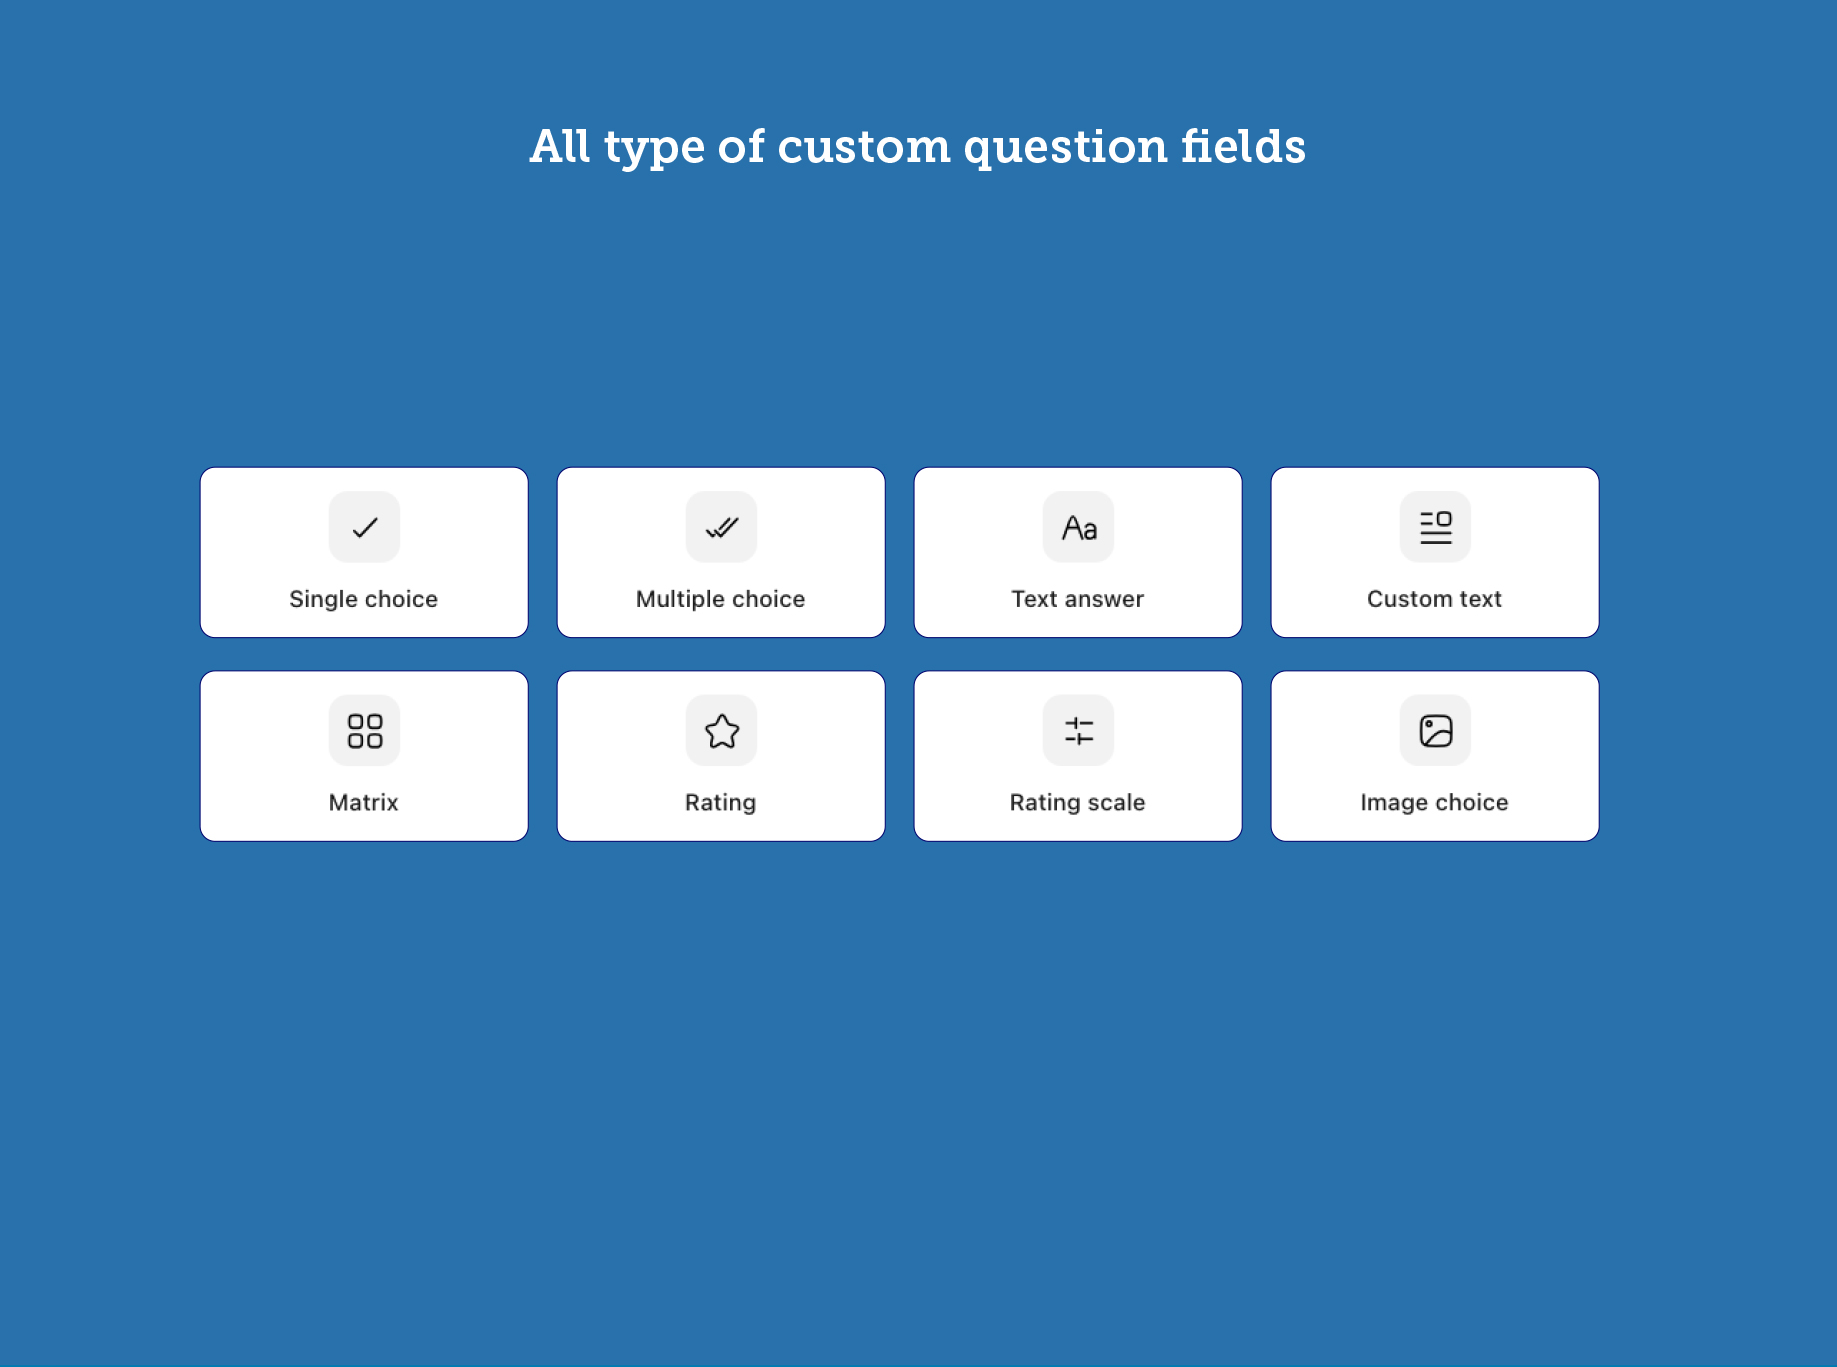 All type of custom question fields
Single choice
Multiple choice
Aa
Text answer
Custom text
Matrix
Rating
Rating scale
Image choice